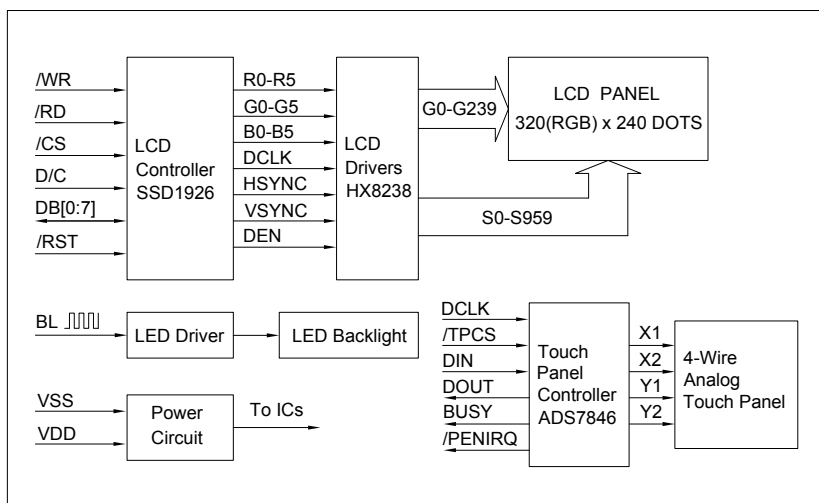 /WR
/RD
/CS
D/C
DB[0:7]
/RST
LCD
Controller
SSD1926
R0-R5
G0-G5
B0-B5
DCLK
HSYNC
VSYNC
DEN
LCD
Drivers
HX8238
G0-G239
S0-S959
LCD PANEL
320(RGB) x 240 DOTS
BL
LED Driver
LED Backlight
VSS
VDD
Power
Circuit
To ICs
DCLK
/TPCS
DIN
DOUT
BUSY
/PENIRQ
Touch
Panel
Controller
ADS7846
X1
X2
Y1
Y2
4-Wire
Analog
Touch Panel